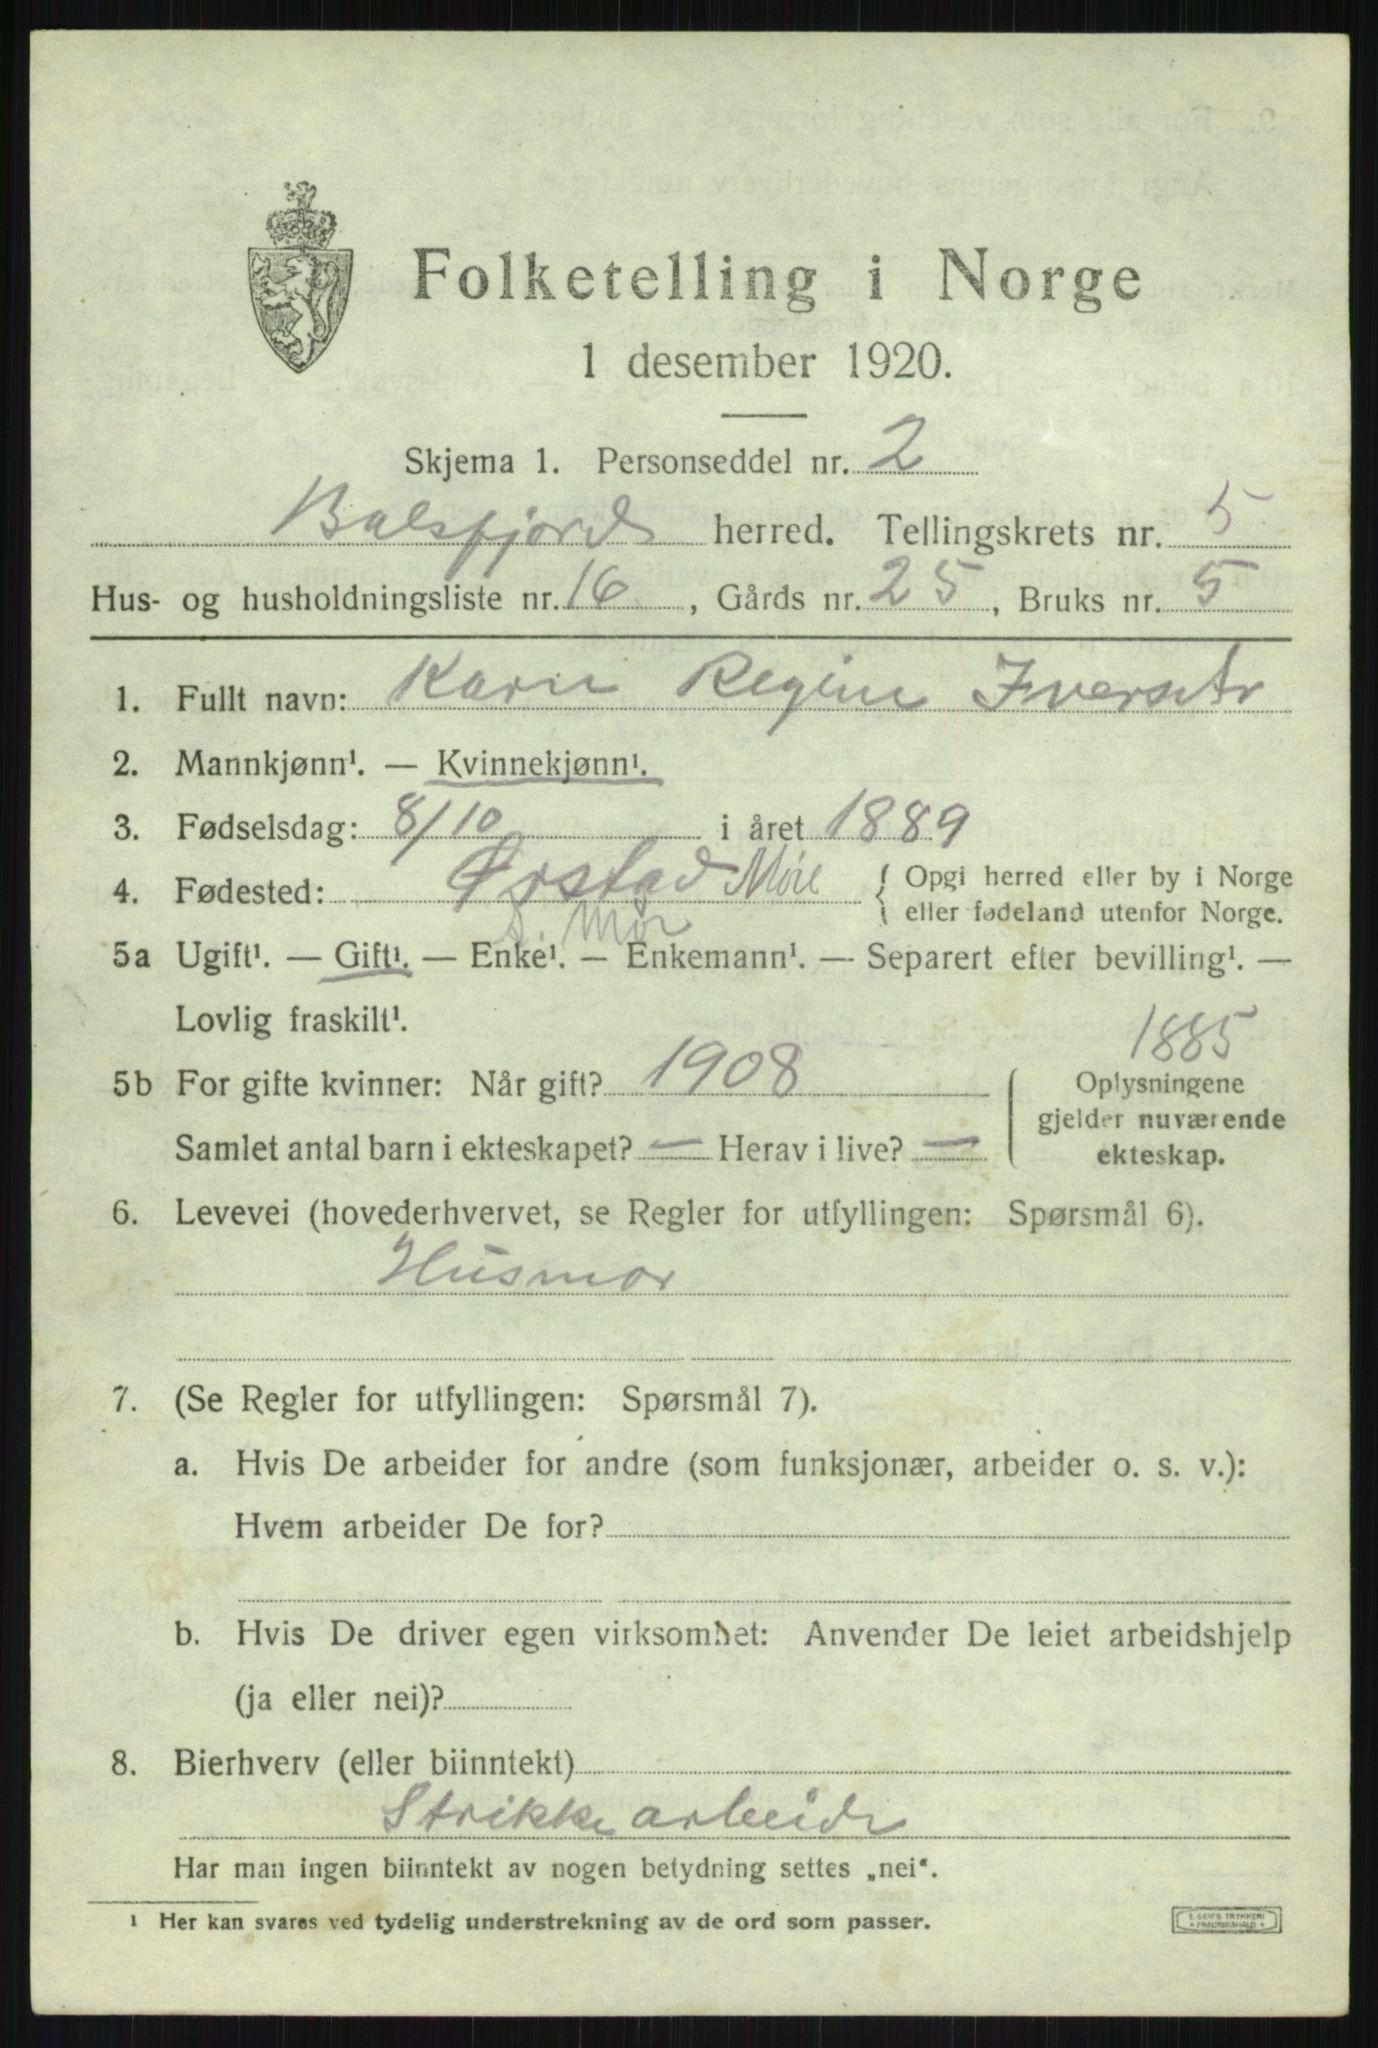 Folketelling i Norge
1 desember 1920.
Skjema 1. Personseddel nr. 2
Balsfjord herred. Tellingskrets nr. 5
Hus- og husholdningsliste nr. 16, Gårds nr. 25, Bruks nr. 5
1. Fullt navn: Karn Regine
2. Mannkjønn¹. — Kvinnekjønn¹.
3. Fødselsdag: 8/10 i året 1889
4. Fødested: Ørstad Møre { Opgi herred eller by i Norge
eller fødeland utenfor Norge.
S. Mør
5a Ugift¹. — Gift¹. — Enke¹. — Enkemann¹. — Separert efter bevilling¹. —
Lovlig fraskilt¹.
1885
5b For gifte kvinner: Når gift? 1908 Oplysningene
gjelder nuværende
Samlet antal barn i ekteskapet? — Herav i live? — ekteskap.
6. Levevei (hovederhvervet, se Regler for utfyllingen: Spørsmål 6).
Husmor
7. (Se Regler for utfyllingen: Spørsmål 7).
a. Hvis De arbeider for andre (som funksjonær, arbeider o. s. v.):
Hvem arbeider De for?
b. Hvis De driver egen virksomhet: Anvender De leiet arbeidshjelp
(ja eller nei)?
8. Bierhverv (eller biinntekt)
Strikkearbeide
Har man ingen biinntekt av nogen betydning settes „nei“.
¹ Her kan svares ved tydelig understrekning av de ord som passer.
E. SEMS TRYKKERI
* FREDRIKSHALD *